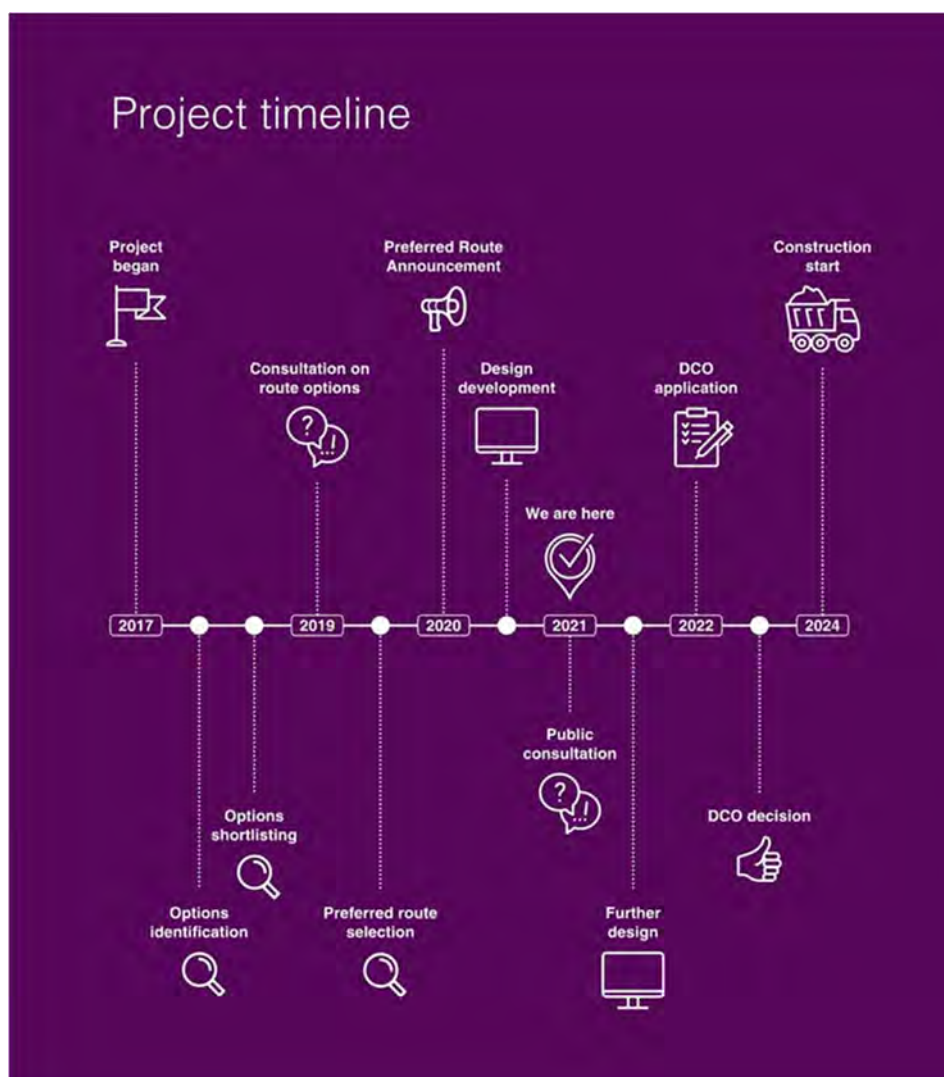 Project timeline
Project
began
Preferred Route
Announcement
Construction
start
Consultation on
route options
?
!
...
Design
development
DCO
application
We are here
2017
2019
2020
2021
2022
2024
Public
consultation
?
...!
Options
shortlisting
DCO decision
Options
identification
Preferred route
selection
Further
design